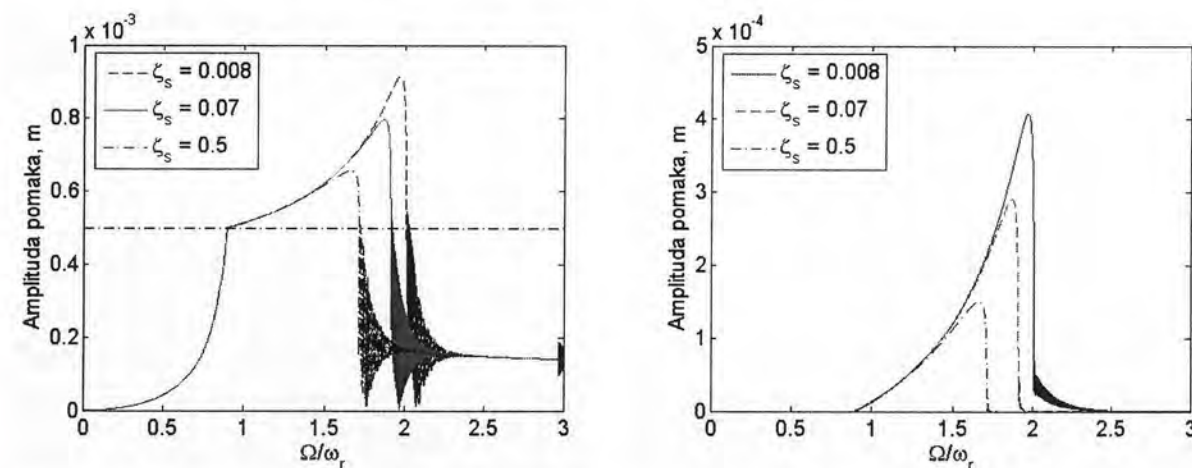 x 10⁻³
1
0.8
0.6
0.4
0.2
0
Amplituda pomaka, m
ζₛ = 0.008
ζₛ = 0.07
ζₛ = 0.5
0 0.5 1 1.5 2 2.5 3
Ω/ωᵣ
x 10⁻⁴
5
4
3
2
1
0
Amplituda pomaka, m
ζₛ = 0.008
ζₛ = 0.07
ζₛ = 0.5
0 0.5 1 1.5 2 2.5 3
Ω/ωᵣ